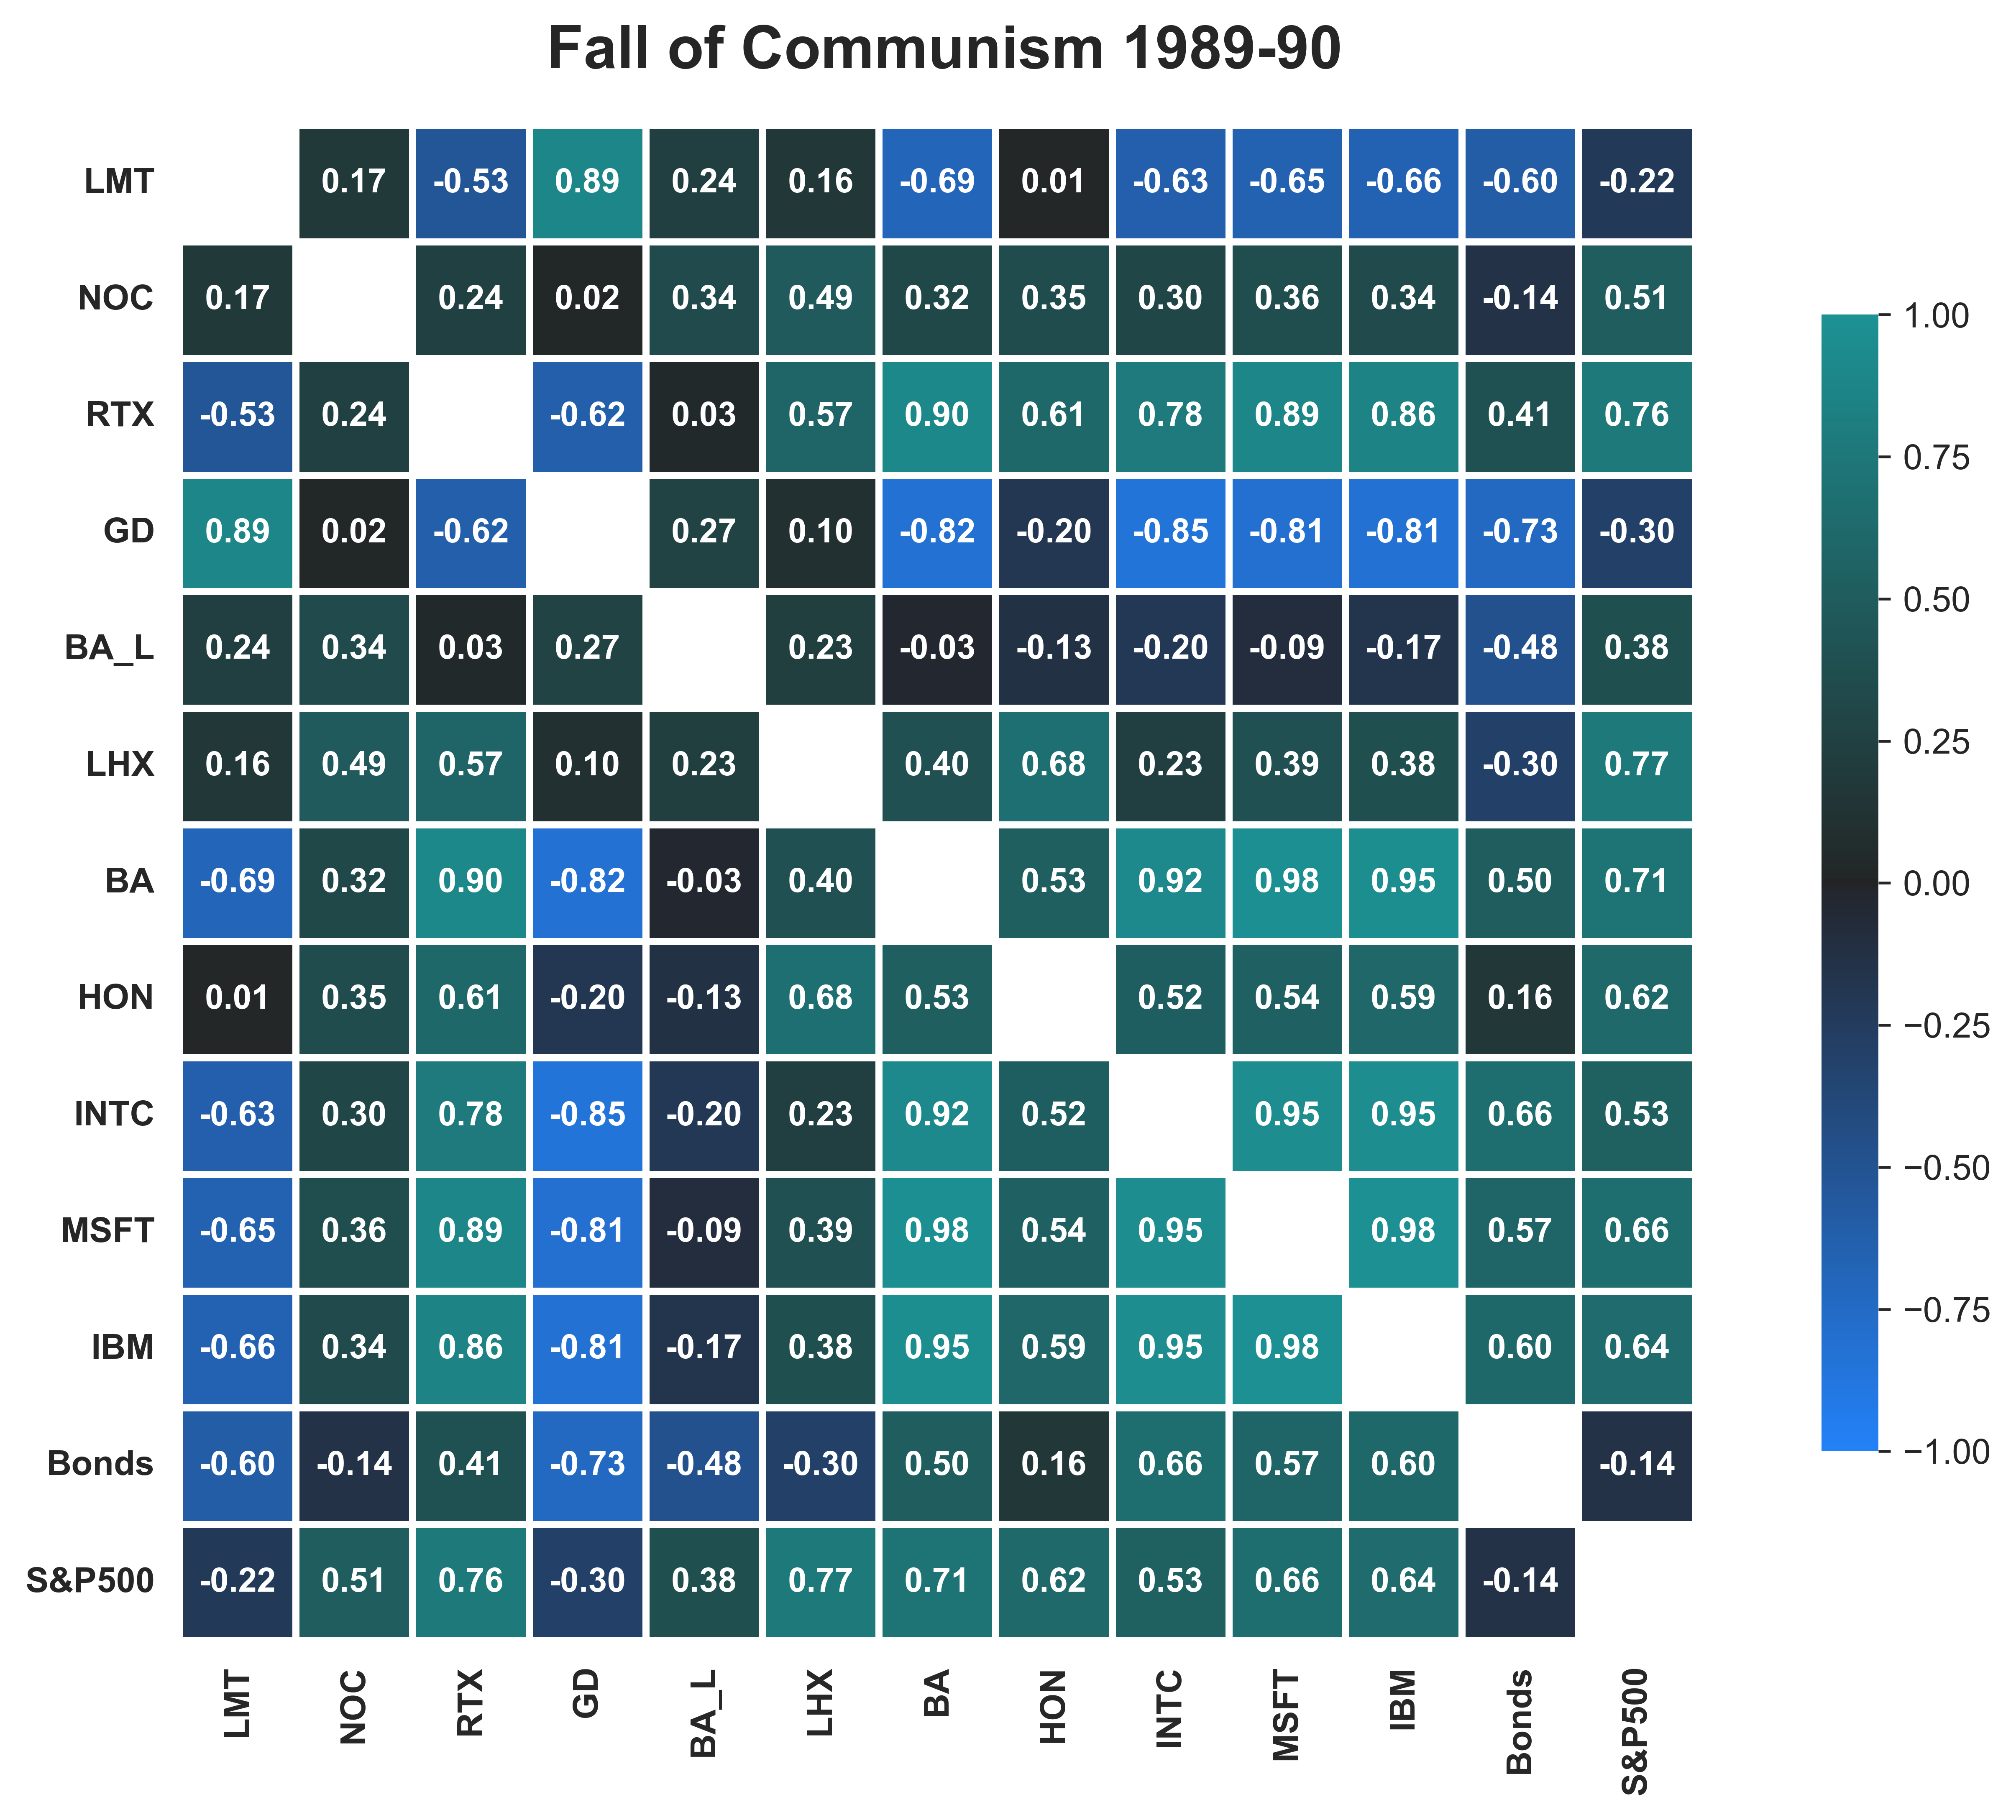 Fall of Communism 1989-90
LMT 0.17 -0.53 0.89 0.24 0.16 -0.69 0.01 -0.63 -0.65 -0.66 -0.60 -0.22
NOC 0.17 0.24 0.02 0.34 0.49 0.32 0.35 0.30 0.36 0.34 -0.14 0.51
RTX -0.53 0.24 -0.62 0.03 0.57 0.90 0.61 0.78 0.89 0.86 0.41 0.76
GD 0.89 0.02 -0.62 0.27 0.10 -0.82 -0.20 -0.85 -0.81 -0.81 -0.73 -0.30
BA_L 0.24 0.34 0.03 0.27 0.23 -0.03 -0.13 -0.20 -0.09 -0.17 -0.48 0.38
LHX 0.16 0.49 0.57 0.10 0.23 0.40 0.68 0.23 0.39 0.38 -0.30 0.77
BA -0.69 0.32 0.90 -0.82 -0.03 0.40 0.53 0.92 0.98 0.95 0.50 0.71
HON 0.01 0.35 0.61 -0.20 -0.13 0.68 0.53 0.52 0.54 0.59 0.16 0.62
INTC -0.63 0.30 0.78 -0.85 -0.20 0.23 0.92 0.52 0.95 0.95 0.66 0.53
MSFT -0.65 0.36 0.89 -0.81 -0.09 0.39 0.98 0.54 0.95 0.98 0.57 0.66
IBM -0.66 0.34 0.86 -0.81 -0.17 0.38 0.95 0.59 0.95 0.98 0.60 0.64
Bonds -0.60 -0.14 0.41 -0.73 -0.48 -0.30 0.50 0.16 0.66 0.57 0.60 -0.14
S&P500 -0.22 0.51 0.76 -0.30 0.38 0.77 0.71 0.62 0.53 0.66 0.64 -0.14
LMT NOC RTX GD BA_L LHX BA HON INTC MSFT IBM Bonds S&P500
1.00
0.75
0.50
0.25
0.00
−0.25
−0.50
−0.75
−1.00